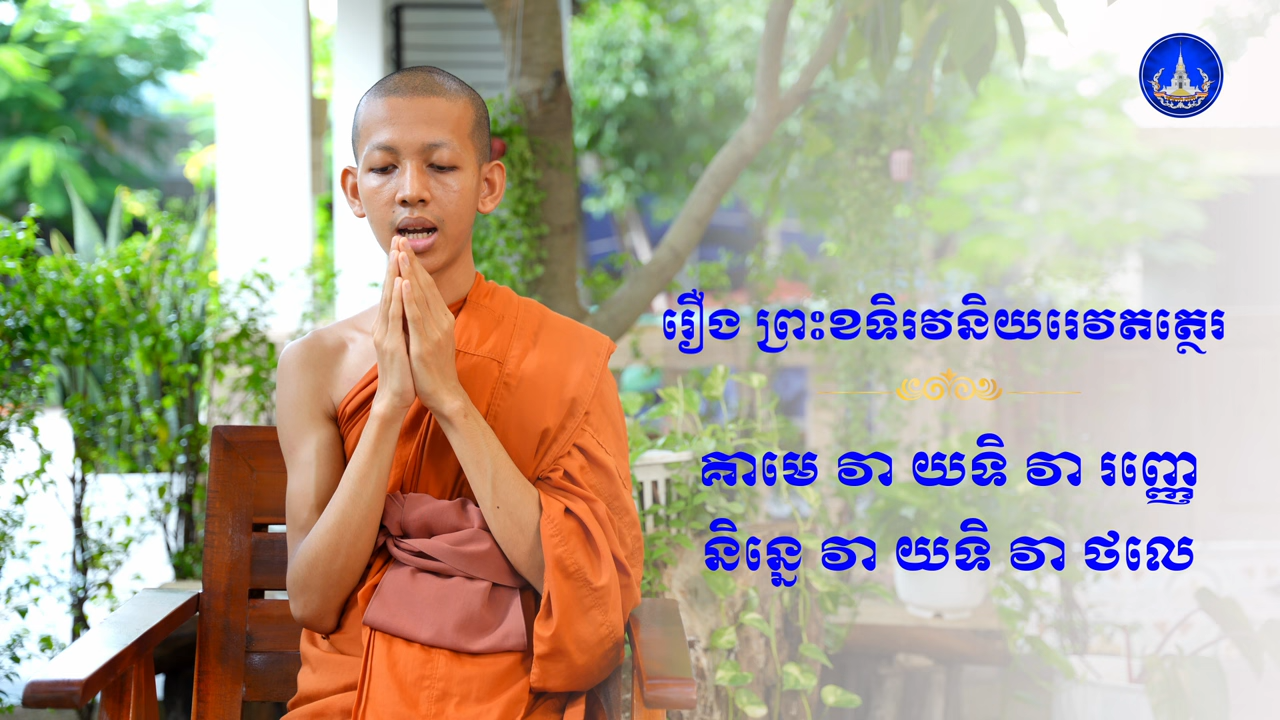 រឿង ព្រះខទិរវនិយរេវតត្ថេរ
គាមេ វា យទិ វា រញ្ញេ
និន្នេ វា យទិ វា ថលេ